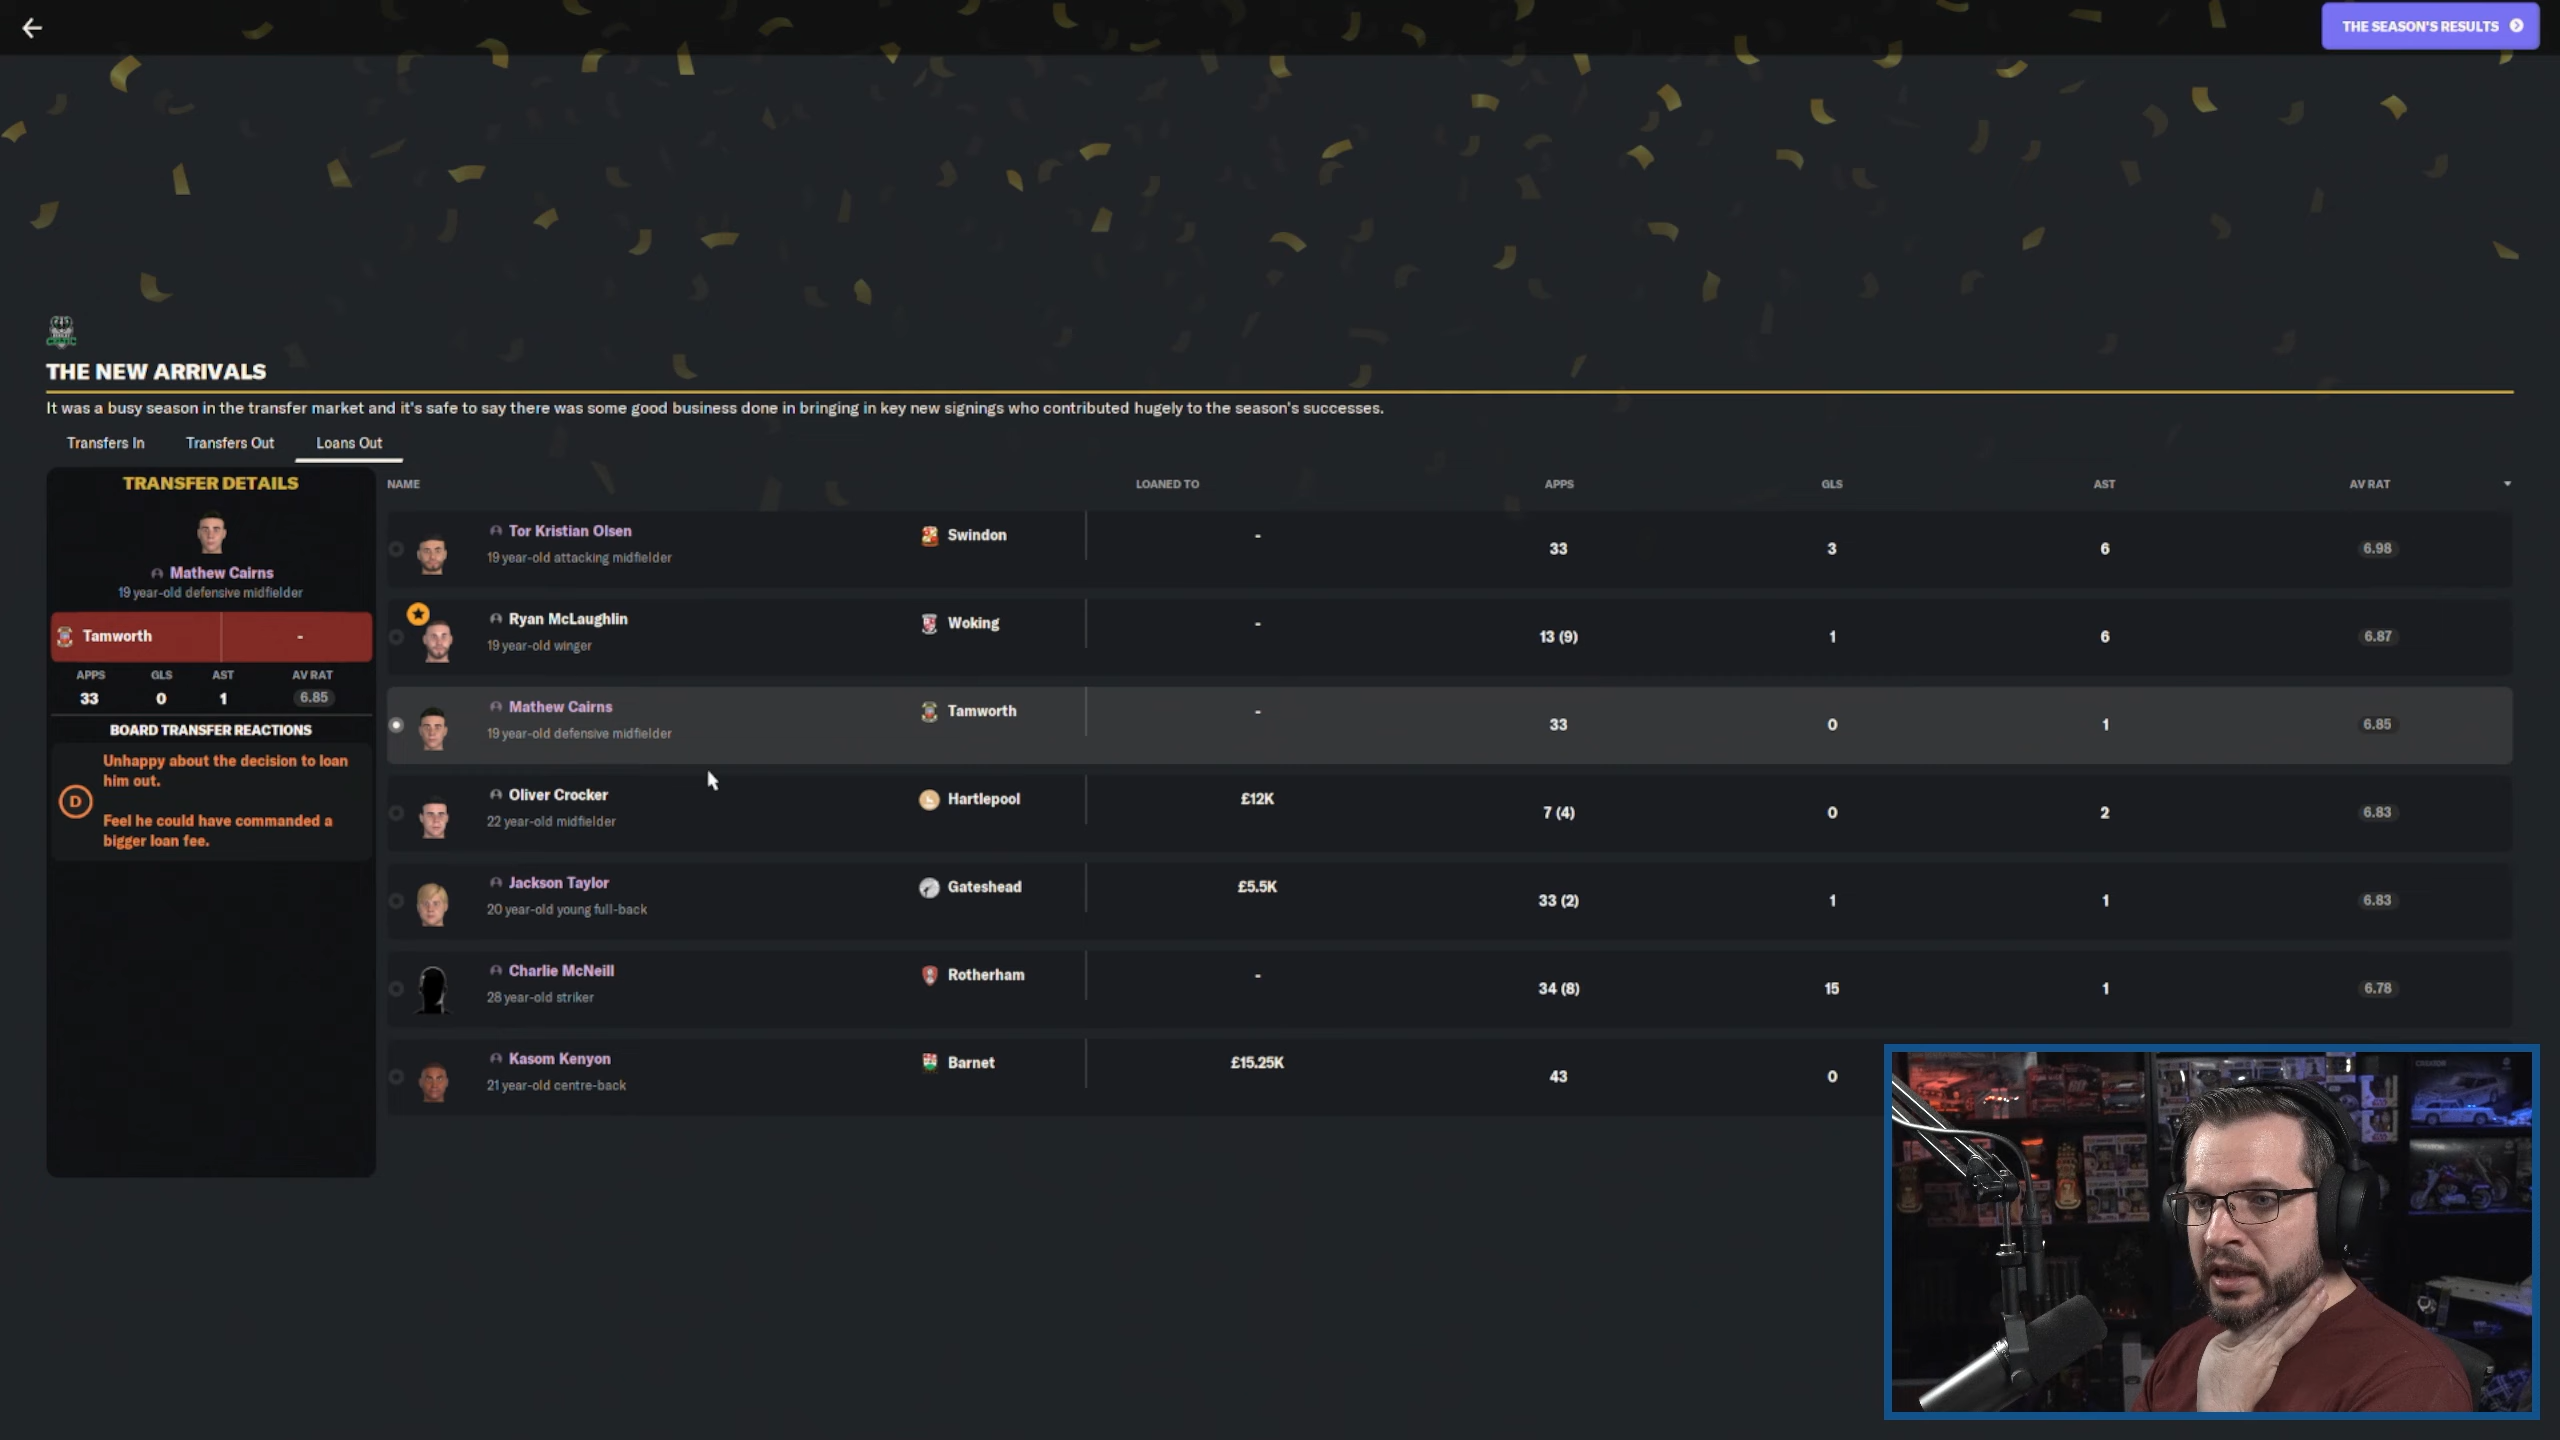 THE SEASON'S RESULTS
CELTIC
THE NEW ARRIVALS
It was a busy season in the transfer market and it's safe to say there was some good business done in bringing in key new signings who contributed hugely to the season's successes.
Transfers In Transfers Out Loans Out
TRANSFER DETAILS
Mathew Cairns
19 year-old defensive midfielder
Tamworth -
APPS GLS AST AV RAT
33 0 1 6.85
BOARD TRANSFER REACTIONS
D
Unhappy about the decision to loan
him out.
Feel he could have commanded a
bigger loan fee.
NAME LOANED TO APPS GLS AST AV RAT
Tor Kristian Olsen Swindon - 33 3 6 6.98
19 year-old attacking midfielder
Ryan McLaughlin Woking - 13 (9) 1 6 6.87
19 year-old winger
Mathew Cairns Tamworth - 33 0 1 6.85
19 year-old defensive midfielder
Oliver Crocker Hartlepool £12K 7 (4) 0 2 6.83
22 year-old midfielder
Jackson Taylor Gateshead £5.5K 33 (2) 1 1 6.83
20 year-old young full-back
Charlie McNeill Rotherham - 34 (8) 15 1 6.78
28 year-old striker
Kasom Kenyon Barnet £15.25K 43 0
21 year-old centre-back